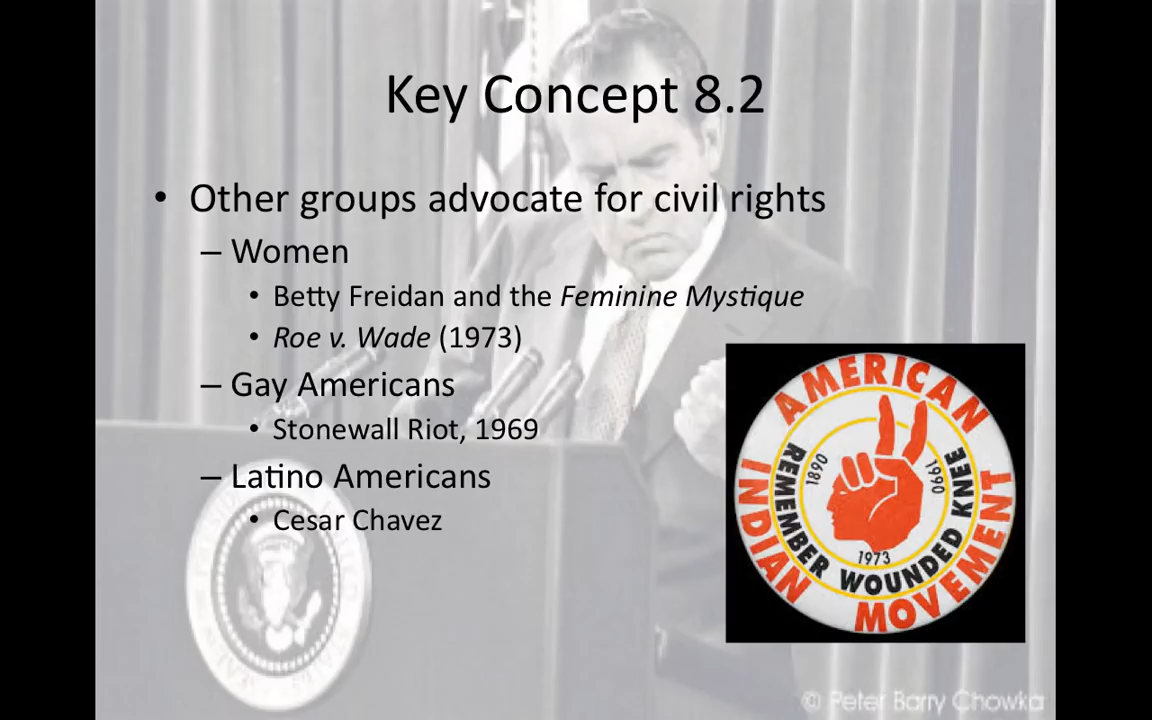 Key Concept 8.2
• Other groups advocate for civil rights
– Women
• Betty Freidan and the Feminine Mystique
• Roe v. Wade (1973)
– Gay Americans
• Stonewall Riot, 1969
– Latino Americans
• Cesar Chavez
AMERICAN
INDIAN
MOVEMENT
REMEMBER WOUNDED KNEE
1890
1990
1973
© Peter Barry Chowka